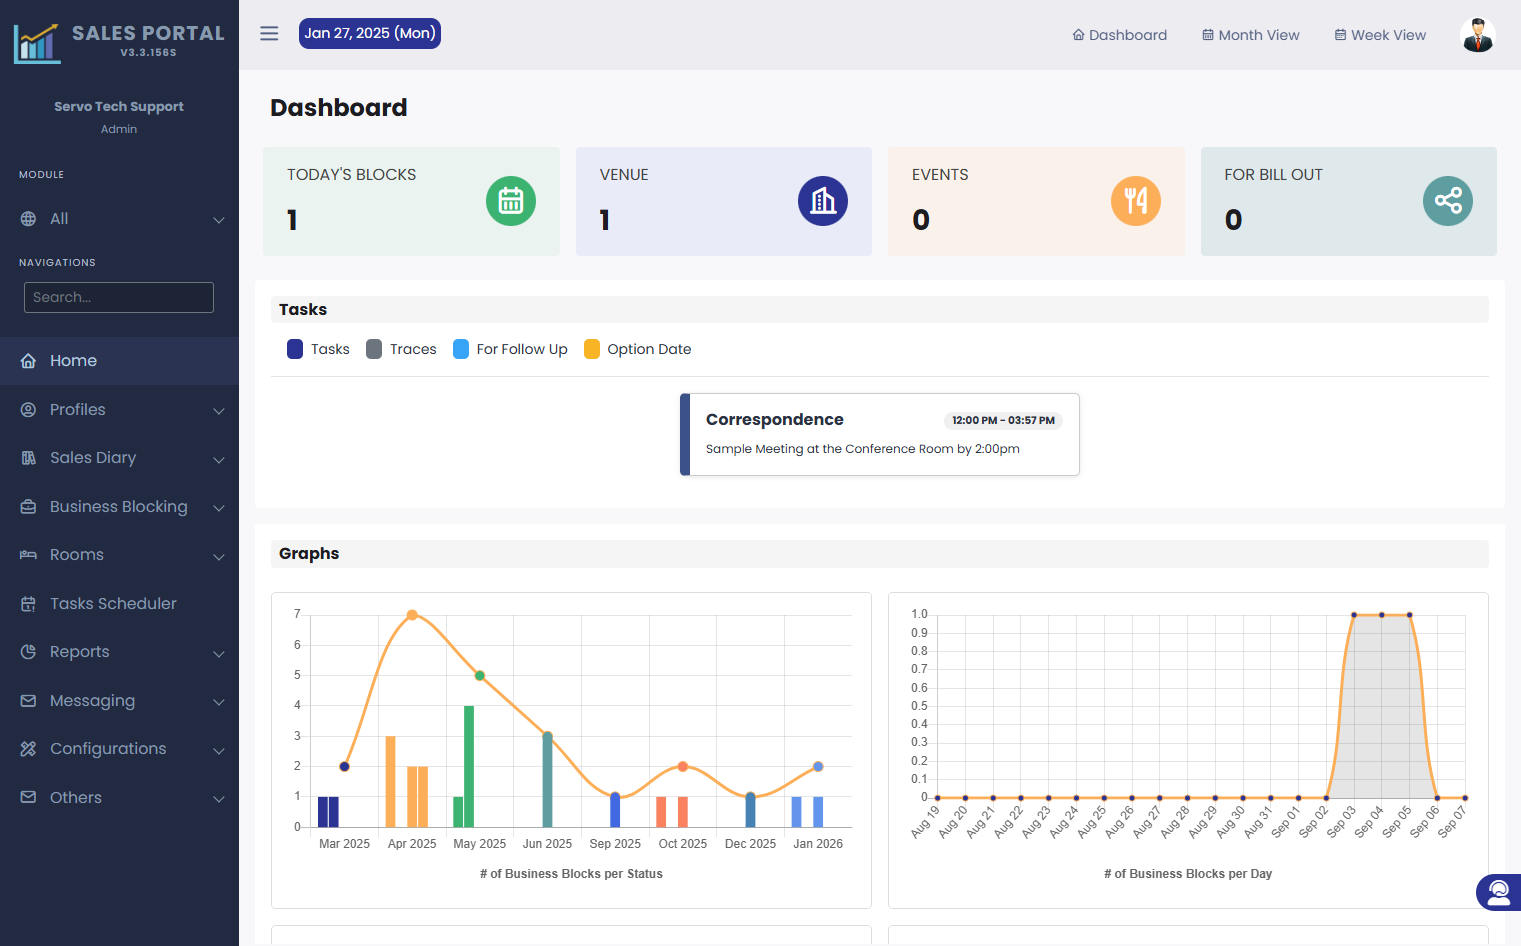 SALES PORTAL
V3.3.156S
Servo Tech Support
Admin
MODULE
All
NAVIGATIONS
Search...
Home
Profiles
Sales Diary
Business Blocking
Rooms
Tasks Scheduler
Reports
Messaging
Configurations
Others
Jan 27, 2025 (Mon)
Dashboard
Month View
Week View
Dashboard
TODAY'S BLOCKS
1
VENUE
1
EVENTS
0
FOR BILL OUT
0
Tasks
Tasks
Traces
For Follow Up
Option Date
Correspondence
12:00 PM - 03:57 PM
Sample Meeting at the Conference Room by 2:00pm
Graphs
7
6
5
4
3
2
1
0
Mar 2025 Apr 2025 May 2025 Jun 2025 Sep 2025 Oct 2025 Dec 2025 Jan 2026
# of Business Blocks per Status
1.0
0.9
0.8
0.7
0.6
0.5
0.4
0.3
0.2
0.1
0
Aug 19 Aug 20 Aug 21 Aug 22 Aug 23 Aug 24 Aug 25 Aug 26 Aug 27 Aug 28 Aug 29 Aug 30 Aug 31 Sep 01 Sep 02 Sep 03 Sep 04 Sep 05 Sep 06 Sep 07
# of Business Blocks per Day